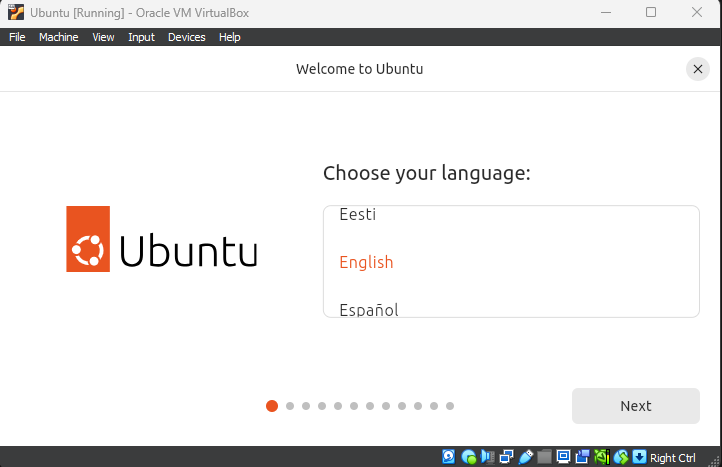 Ubuntu [Running] - Oracle VM VirtualBox
File Machine View Input Devices Help
Welcome to Ubuntu
Choose your language:
Eesti
English
Español
Ubuntu
Next
Right Ctrl